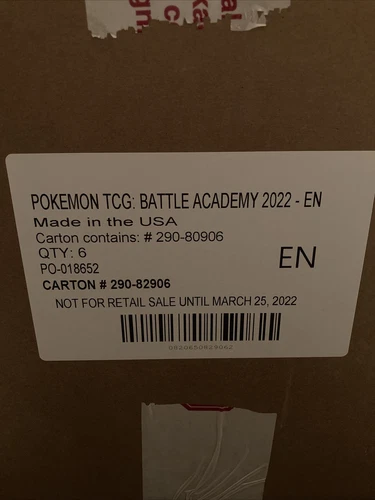 POKEMON TCG: BATTLE ACADEMY 2022 - EN
Made in the USA
Carton contains: # 290-80906
QTY: 6
EN
PO-018652
CARTON # 290-82906
NOT FOR RETAIL SALE UNTIL MARCH 25, 2022